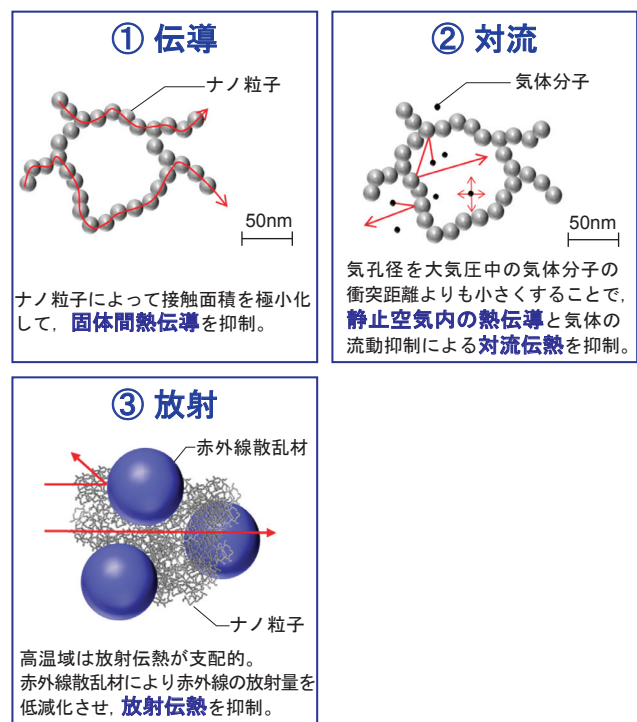 ① 伝導
ナノ粒子
50nm
ナノ粒子によって接触面積を極小化
して，固体間熱伝導を抑制。
② 対流
気体分子
50nm
気孔径を大気圧中の気体分子の
衝突距離よりも小さくすることで，
静止空気内の熱伝導と気体の
流動抑制による対流伝熱を抑制。
③ 放射
赤外線散乱材
ナノ粒子
高温域は放射伝熱が支配的。
赤外線散乱材により赤外線の放射量を
低減化させ，放射伝熱を抑制。